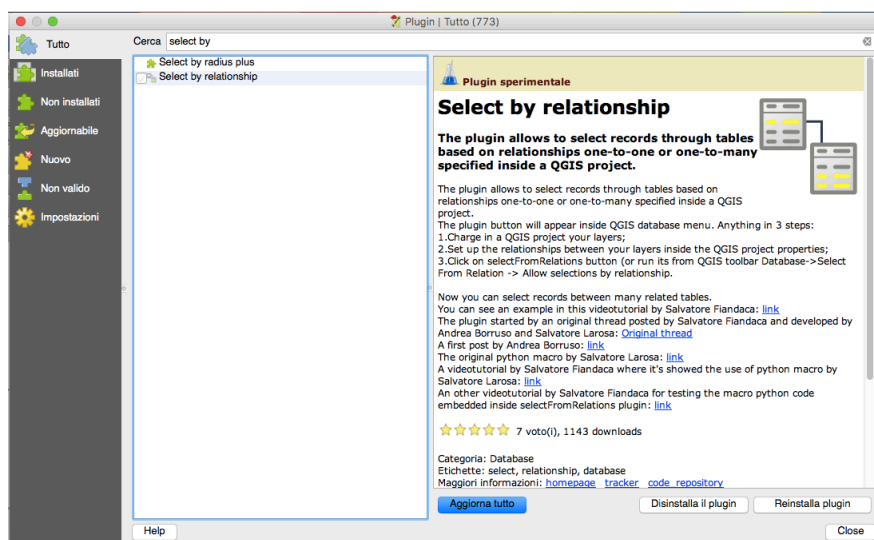 Plugin | Tutto (773)
Tutto
Cerca
select by
Installati
Non installati
Aggiornabile
Nuovo
Non valido
Impostazioni
Select by radius plus
Select by relationship
Plugin sperimentale
Select by relationship
The plugin allows to select records through tables
based on relationships one-to-one or one-to-many
specified inside a QGIS project.
The plugin allows to select records through tables based on
relationships one-to-one or one-to-many specified inside a QGIS
project.
The plugin button will appear inside QGIS database menu. Anything in 3 steps:
1.Charge in a QGIS project your layers;
2.Set up the relationships between your layers inside the QGIS project properties;
3.Click on selectFromRelations button (or run its from QGIS toolbar Database->Select
From Relation -> Allow selections by relationship.
Now you can select records between many related tables.
You can see an example in this videotutorial by Salvatore Fiandaca: link
The plugin started by an original thread posted by Salvatore Fiandaca and developed by
Andrea Borruso and Salvatore Larosa: Original thread
A first post by Andrea Borruso: link
The original python macro by Salvatore Larosa: link
A videotutorial by Salvatore Fiandaca where it's showed the use of python macro by
Salvatore Larosa: link
An other videotutorial by Salvatore Fiandaca for testing the macro python code
embedded inside selectFromRelations plugin: link
7 voto(i), 1143 downloads
Categoria: Database
Etichette: select, relationship, database
Maggiori informazioni: homepage tracker code_repository
Aggiorna tutto
Disinstalla il plugin
Reinstalla plugin
Help
Close